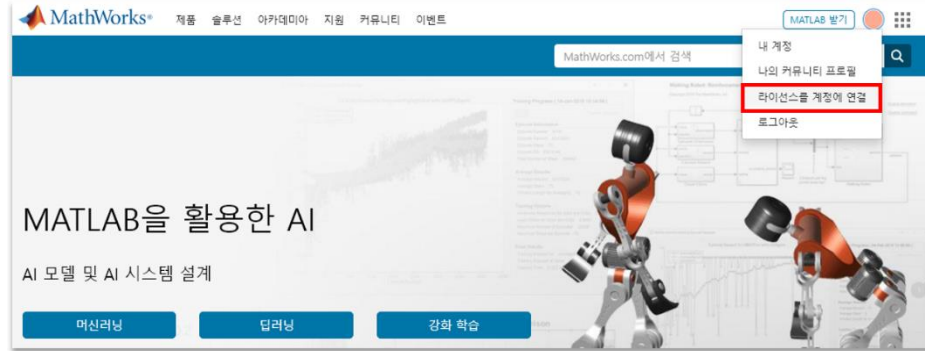 MathWorks®
제품 솔루션 아카데미아 지원 커뮤니티 이벤트
MATLAB 받기
MathWorks.com에서 검색
내 계정
나의 커뮤니티 프로필
라이선스를 계정에 연결
로그아웃
MATLAB을 활용한 AI
AI 모델 및 AI 시스템 설계
머신러닝 딥러닝 강화 학습